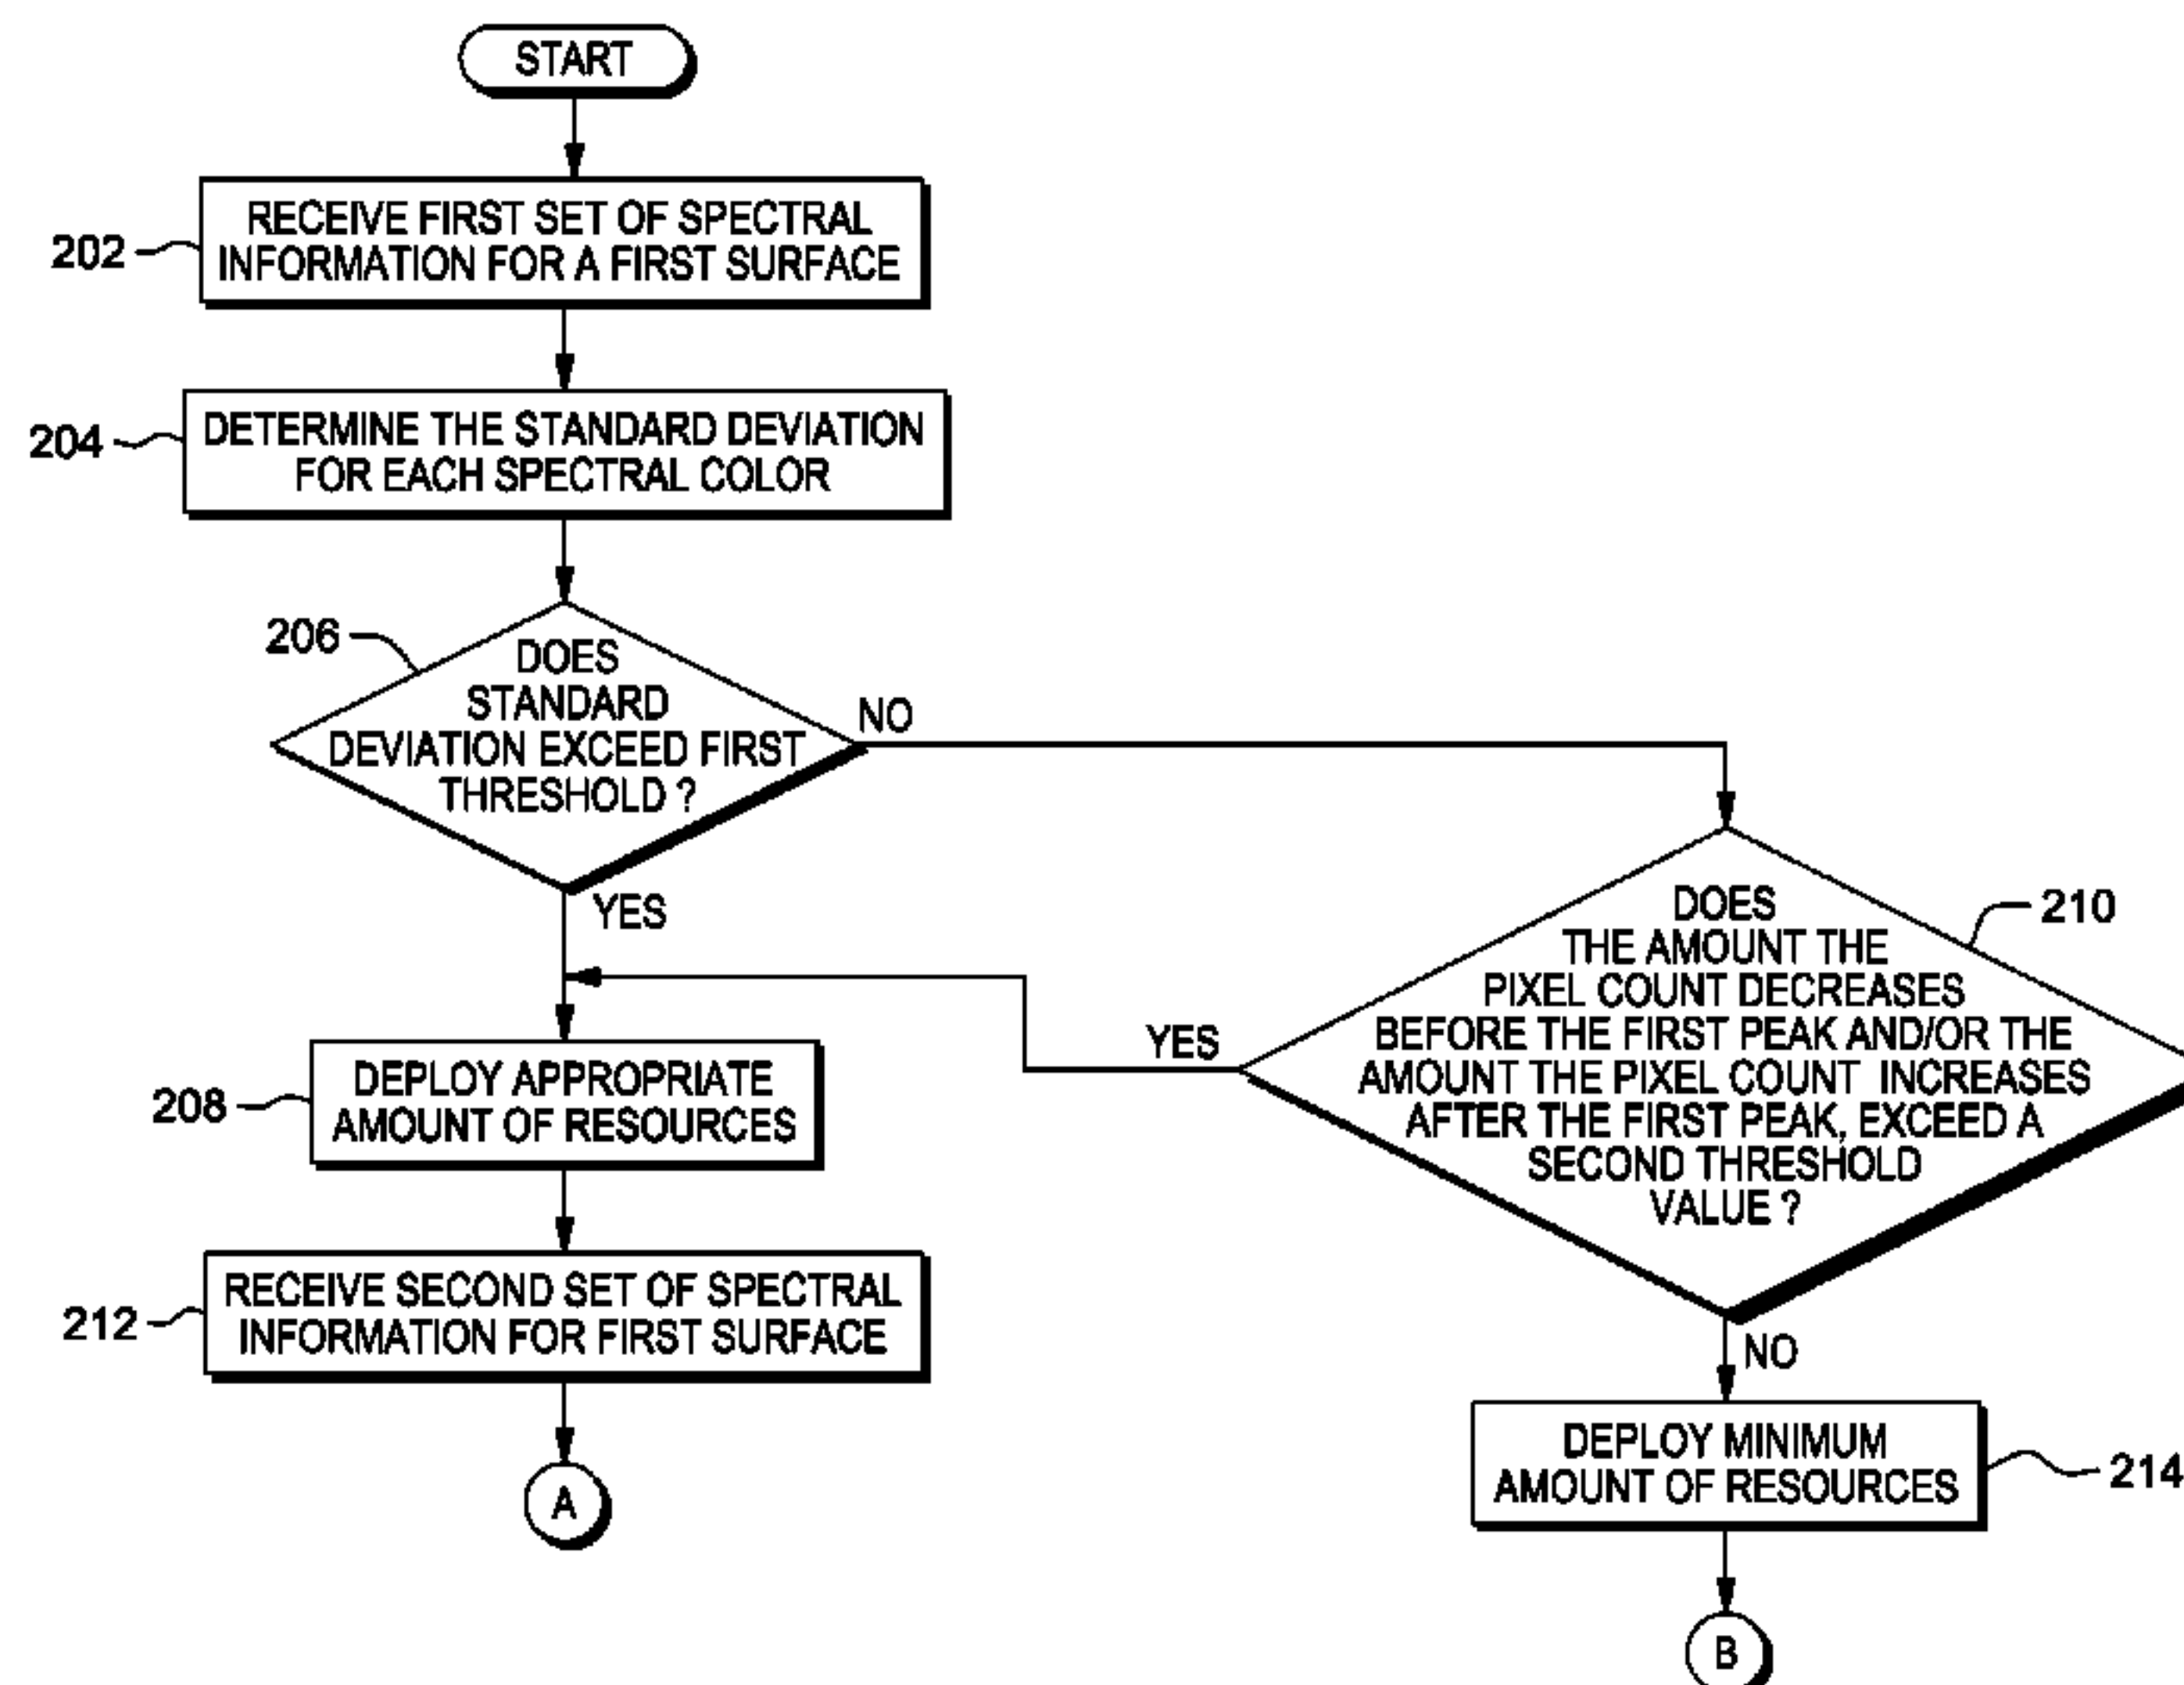 START
202
RECEIVE FIRST SET OF SPECTRAL
INFORMATION FOR A FIRST SURFACE
204
DETERMINE THE STANDARD DEVIATION
FOR EACH SPECTRAL COLOR
206
DOES
STANDARD
DEVIATION EXCEED FIRST
THRESHOLD ?
NO
YES
210
DOES
THE AMOUNT THE
PIXEL COUNT DECREASES
BEFORE THE FIRST PEAK AND/OR THE
AMOUNT THE PIXEL COUNT INCREASES
AFTER THE FIRST PEAK, EXCEED A
SECOND THRESHOLD
VALUE ?
YES
NO
208
DEPLOY APPROPRIATE
AMOUNT OF RESOURCES
212
RECEIVE SECOND SET OF SPECTRAL
INFORMATION FOR FIRST SURFACE
A
DEPLOY MINIMUM
AMOUNT OF RESOURCES
214
B